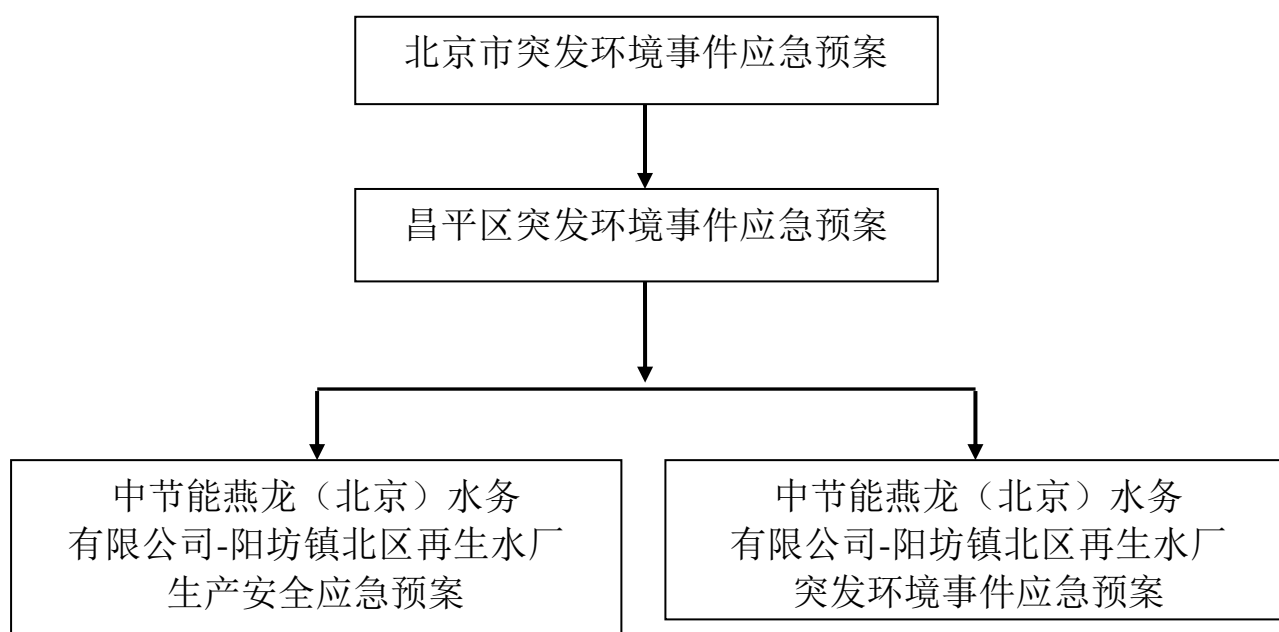 北京市突发环境事件应急预案
昌平区突发环境事件应急预案
中节能燕龙（北京）水务
有限公司-阳坊镇北区再生水厂
生产安全应急预案
中节能燕龙（北京）水务
有限公司-阳坊镇北区再生水厂
突发环境事件应急预案